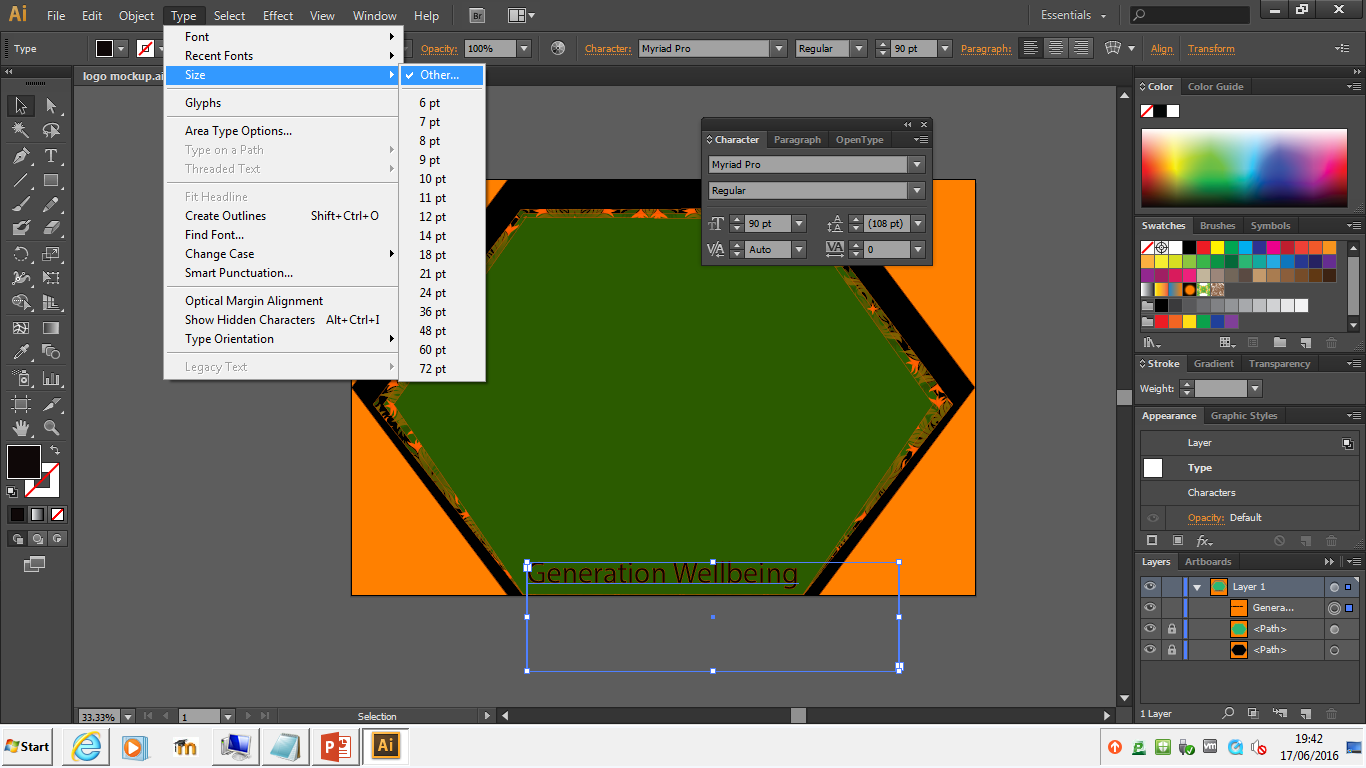 Ai File Edit Object Type Select Effect View Window Help Br Essentials
Type Opacity: 100% Character: Myriad Pro Regular 90 pt Paragraph: Align Transform
logo mockup.ai
Font
Recent Fonts
Size
Glyphs
Area Type Options...
Type on a Path
Threaded Text
Fit Headline
Create Outlines Shift+Ctrl+O
Find Font...
Change Case
Smart Punctuation...
Optical Margin Alignment
Show Hidden Characters Alt+Ctrl+I
Type Orientation
Legacy Text
Other...
6 pt
7 pt
8 pt
9 pt
10 pt
11 pt
12 pt
14 pt
18 pt
21 pt
24 pt
36 pt
48 pt
60 pt
72 pt
Character Paragraph OpenType
Myriad Pro
Regular
90 pt (108 pt)
Auto 0
Generation Wellbeing
Color Color Guide
Swatches Brushes Symbols
Stroke Gradient Transparency
Weight:
Appearance Graphic Styles
Layer
Type
Characters
Opacity: Default
fx
Layers Artboards
Layer 1
Genera...
<Path>
<Path>
1 Layer
33.33% 1 Selection
Start Ai 19:42
17/06/2016